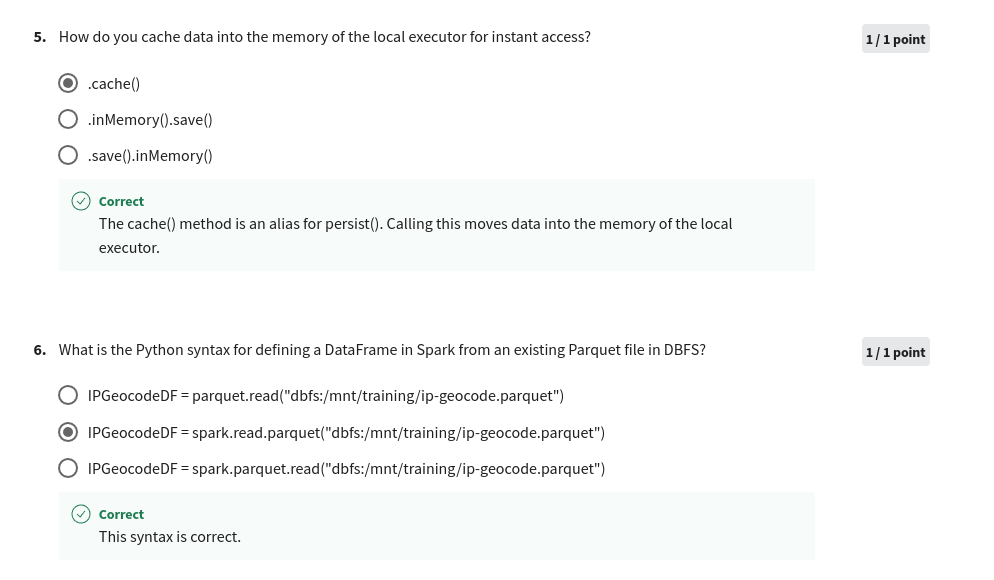 5. How do you cache data into the memory of the local executor for instant access?
1 / 1 point
.cache()
.inMemory().save()
.save().inMemory()
Correct
The cache() method is an alias for persist(). Calling this moves data into the memory of the local
executor.
6. What is the Python syntax for defining a DataFrame in Spark from an existing Parquet file in DBFS?
1 / 1 point
IPGeocodeDF = parquet.read("dbfs:/mnt/training/ip-geocode.parquet")
IPGeocodeDF = spark.read.parquet("dbfs:/mnt/training/ip-geocode.parquet")
IPGeocodeDF = spark.parquet.read("dbfs:/mnt/training/ip-geocode.parquet")
Correct
This syntax is correct.